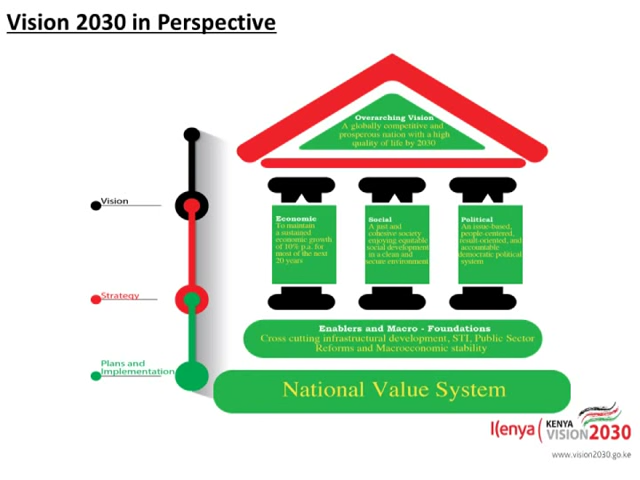 Vision 2030 in Perspective
Overarching Vision
A globally competitive and
prosperous nation with a high
quality of life by 2030
Vision
Economic
To maintain
a sustained
economic growth
of 10% p.a. for
most of the next
20 years
Social
A just and
cohesive society
enjoying equitable
social development
in a clean and
secure environment
Political
An issue-based,
people-centered,
result-oriented, and
accountable
democratic political
system
Strategy
Enablers and Macro - Foundations
Cross cutting infrastructural development, STI, Public Sector
Reforms and Macroeconomic stability
Plans and
Implementation
National Value System
Kenya
KENYA
VISION2030
www.vision2030.go.ke